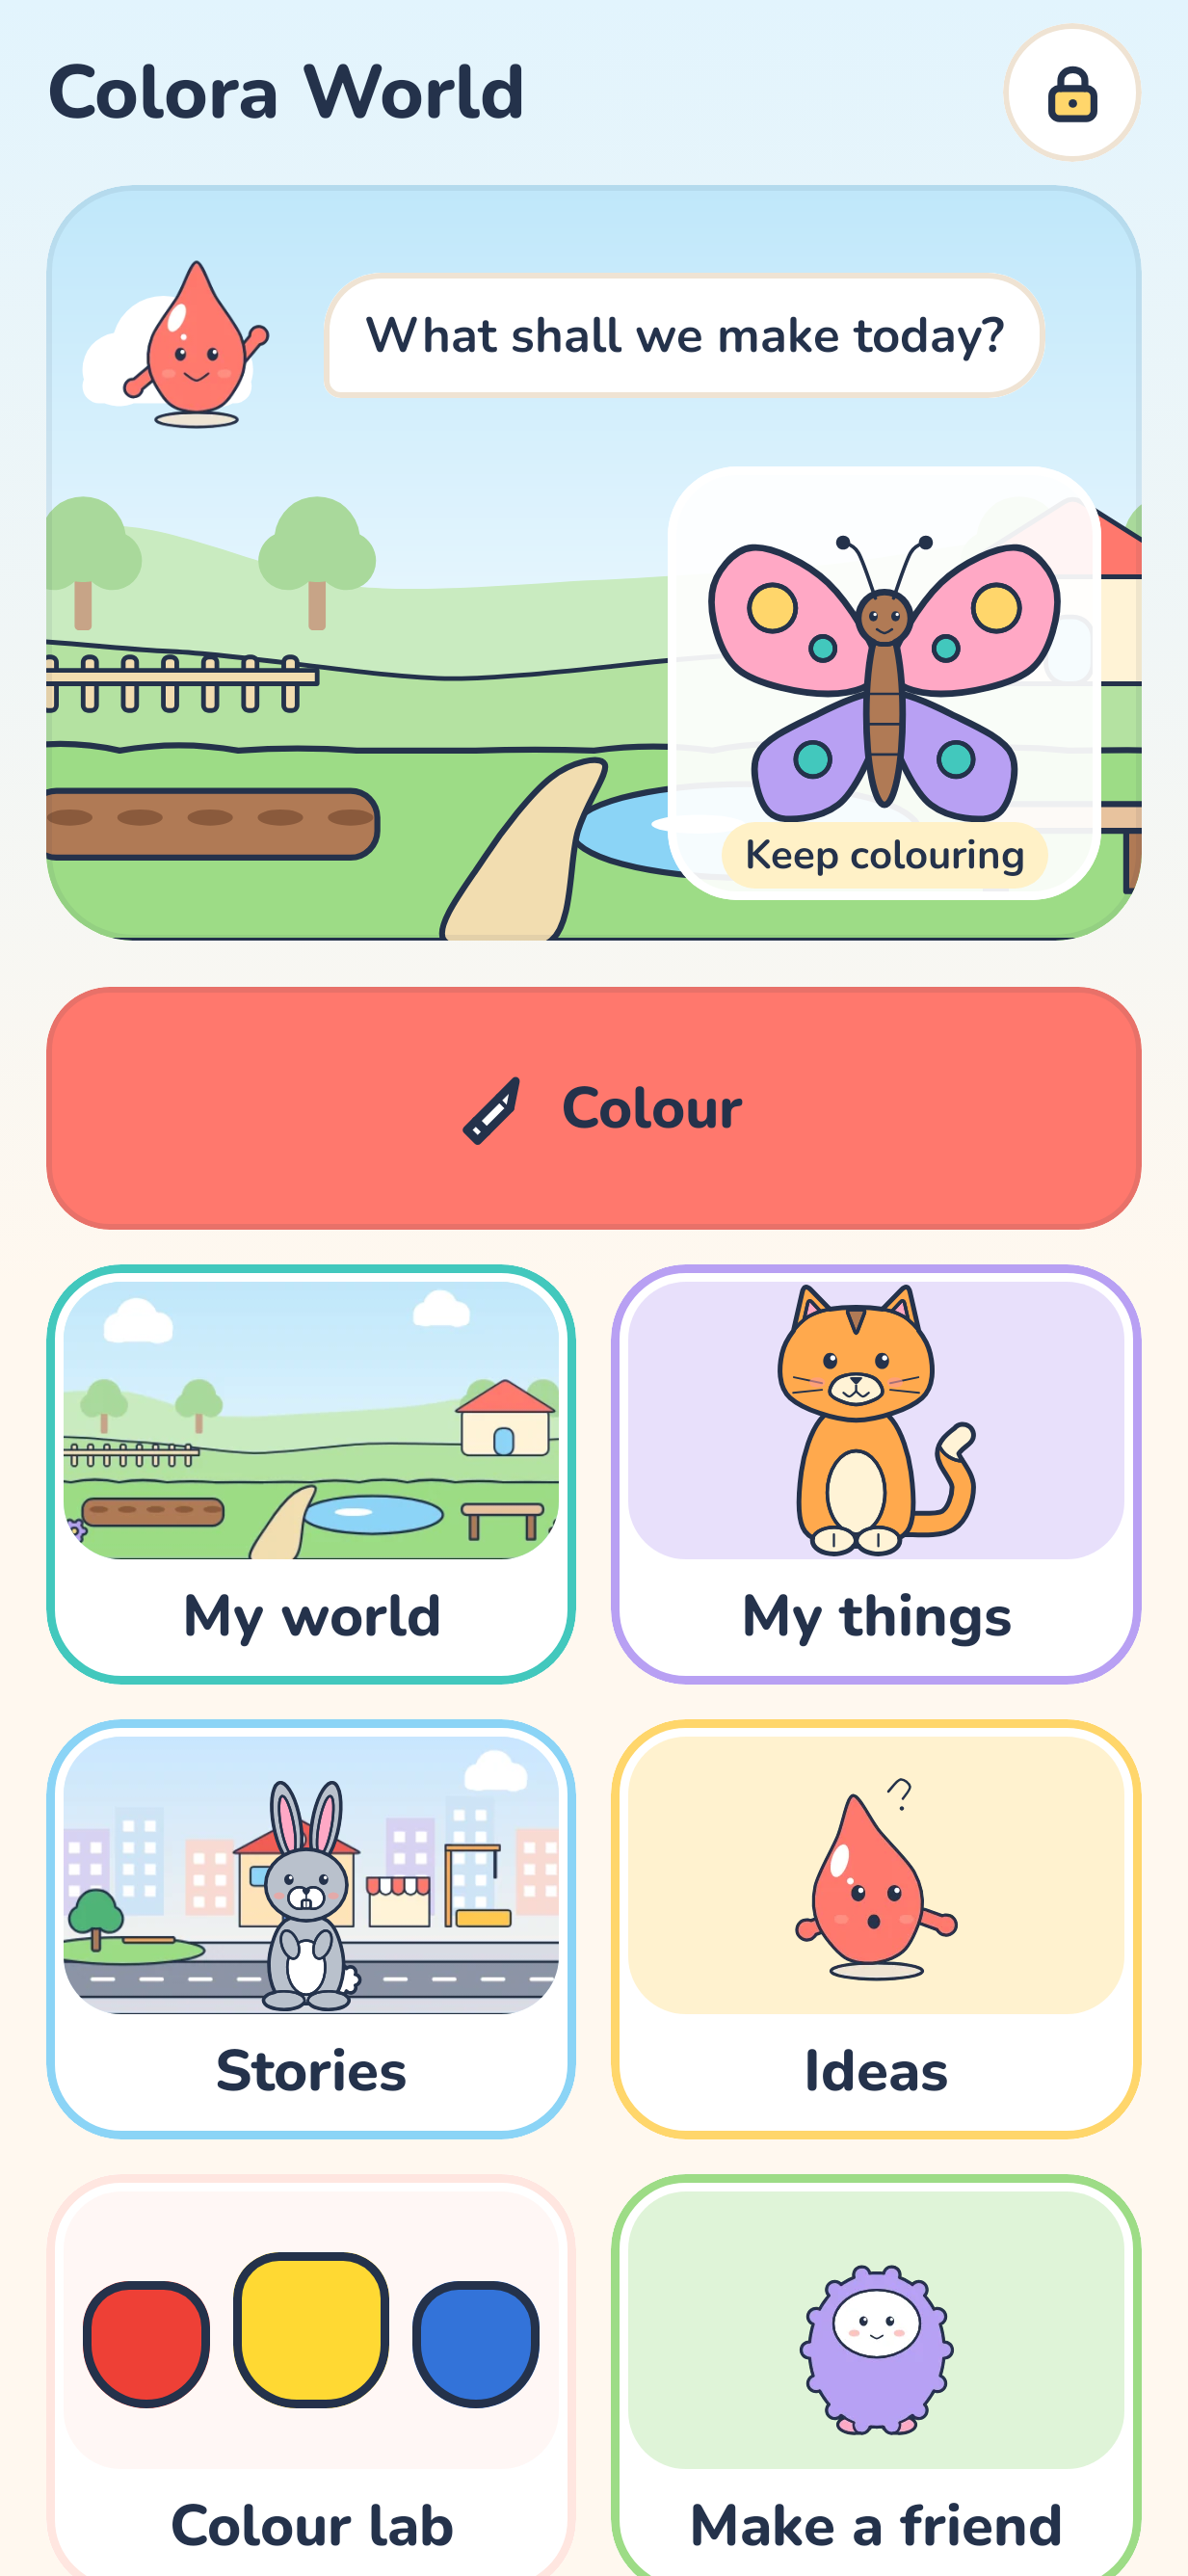 Colora World
What shall we make today?
Keep colouring
Colour
My world
My things
Stories
?
Ideas
Colour lab
Make a friend